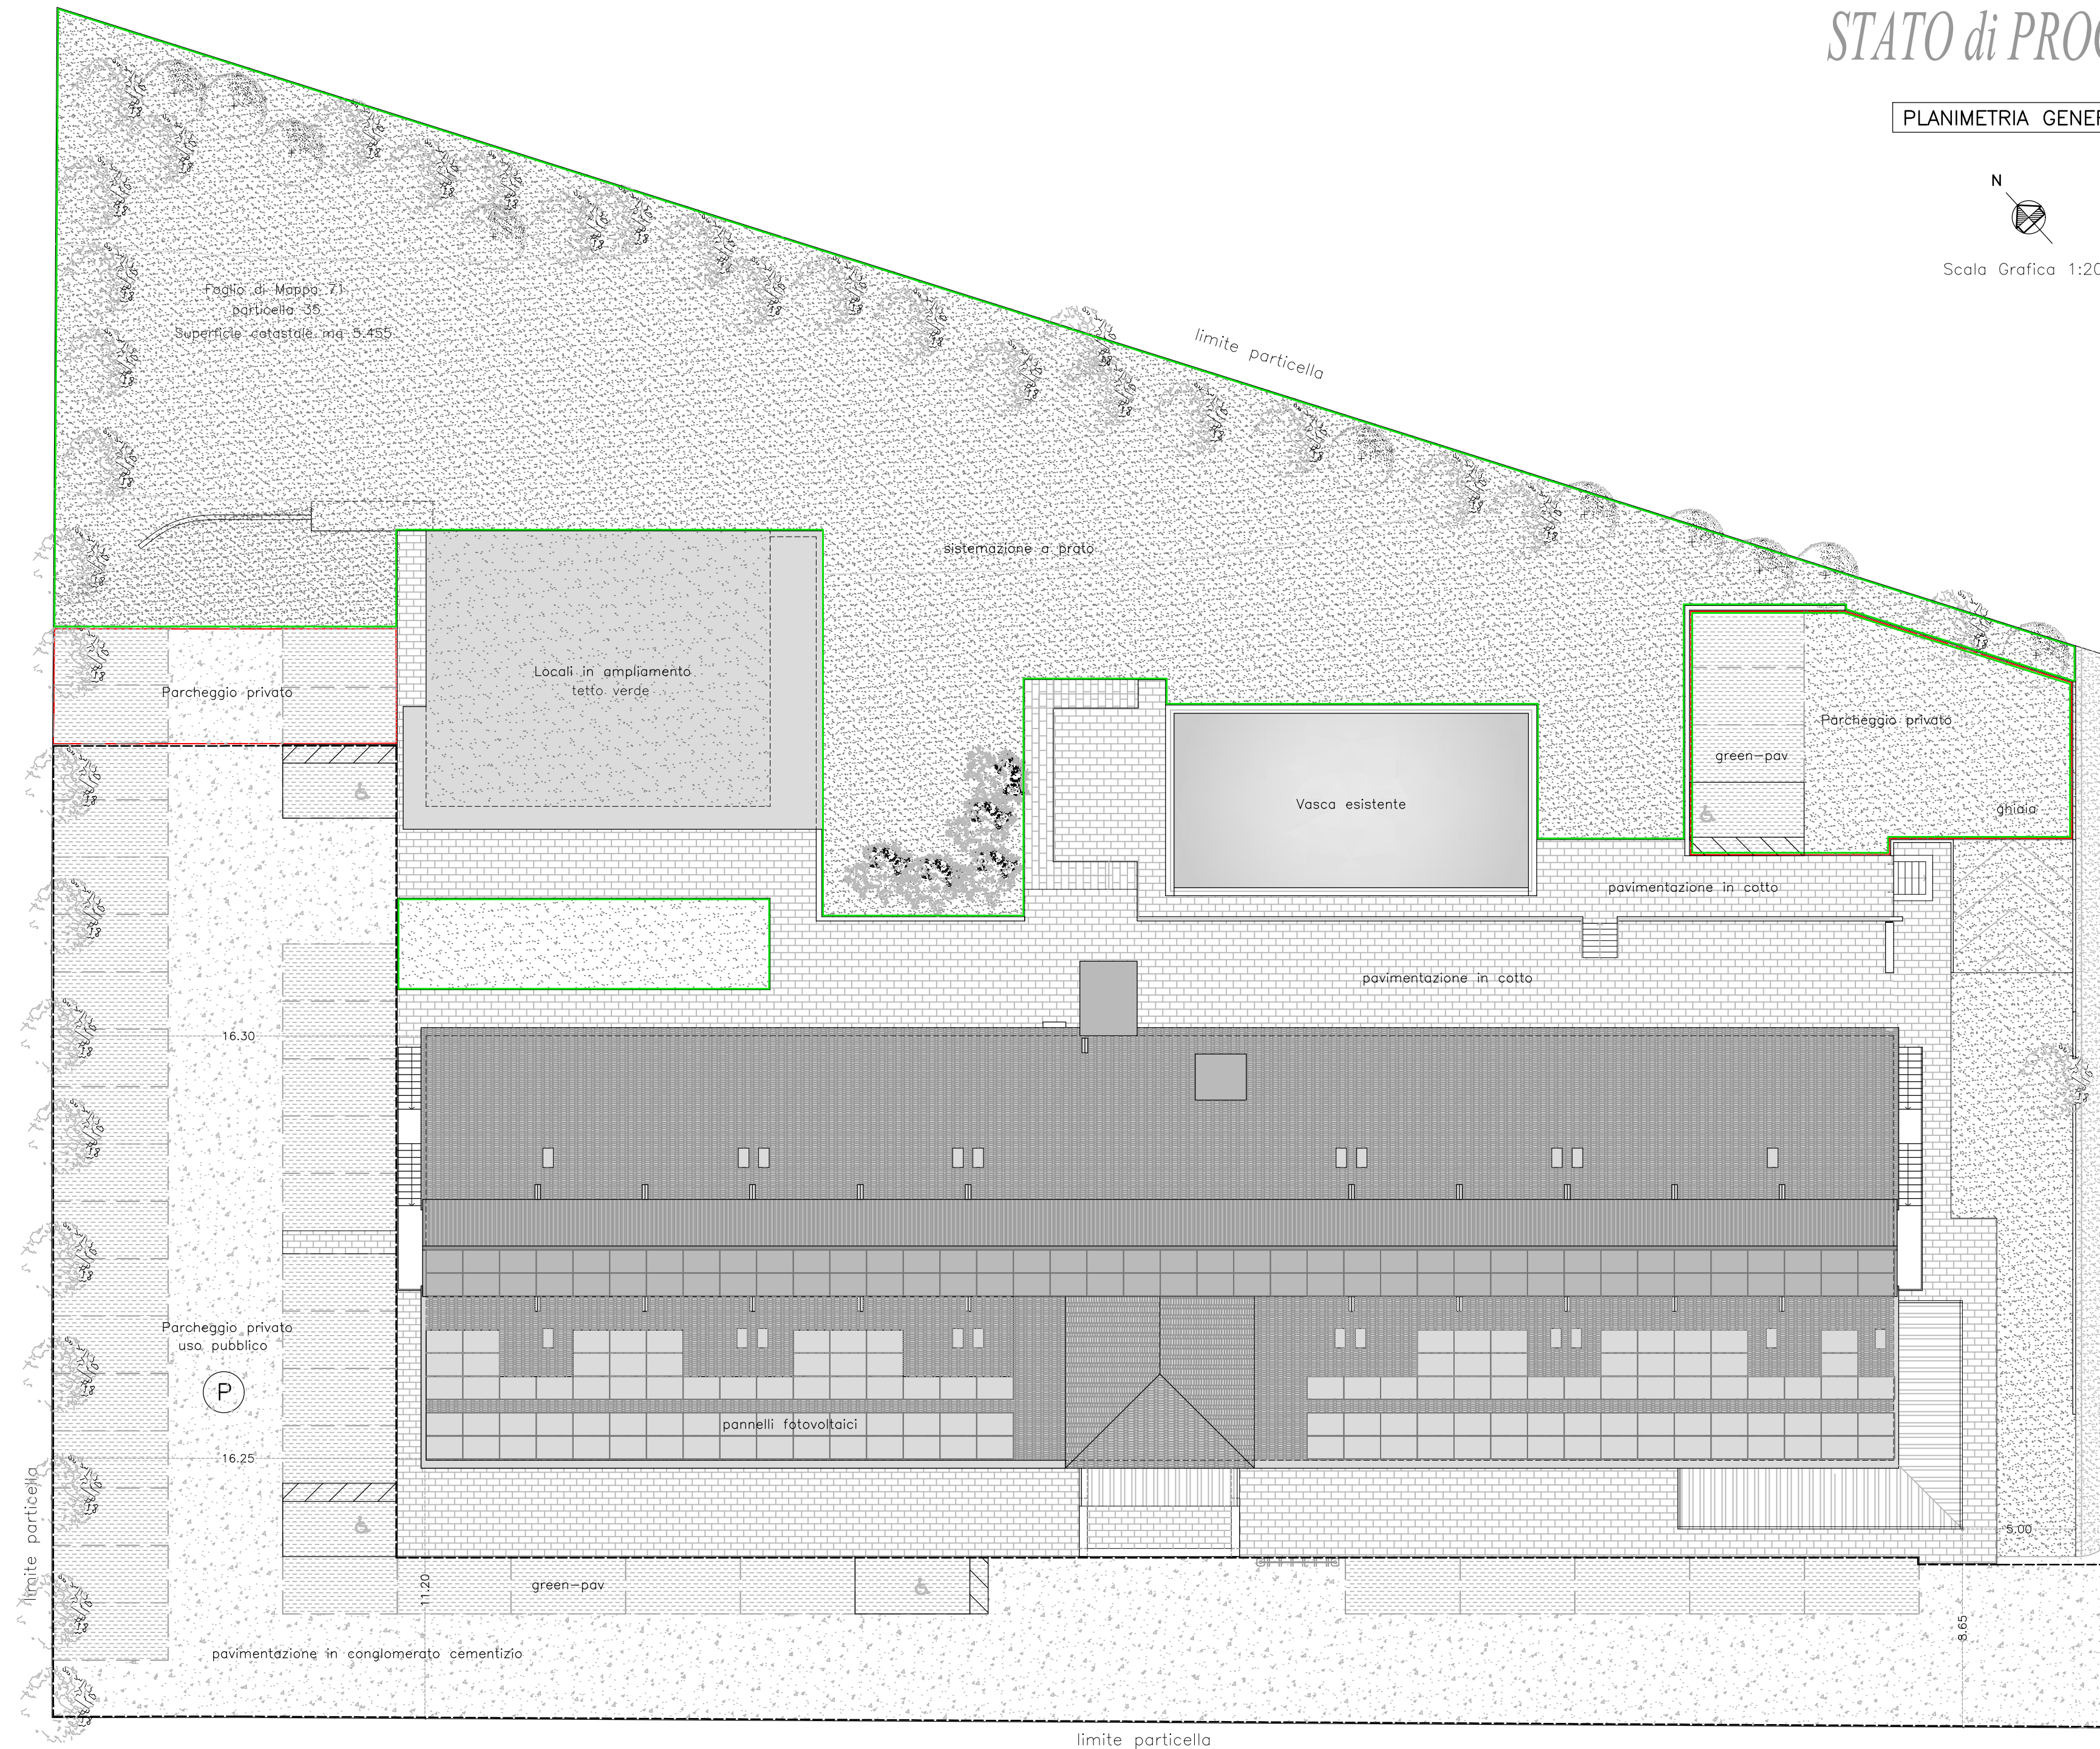 STATO di PROG
PLANIMETRIA GENER
N
Scala Grafica 1:20
Foglio di Mappa 71
particella 35
Superficie catastale mq 5.455
limite particella
sistemazione a prato
Locali in ampliamento
tetto verde
Parcheggio privato
Parcheggio privato
green-pav
Vasca esistente
ghiaia
pavimentazione in cotto
pavimentazione in cotto
16.30
Parcheggio privato
uso pubblico
P
pannelli fotovoltaici
16.25
limite particella
5.00
green-pav
11.20
8.65
pavimentazione in conglomerato cementizio
limite particella